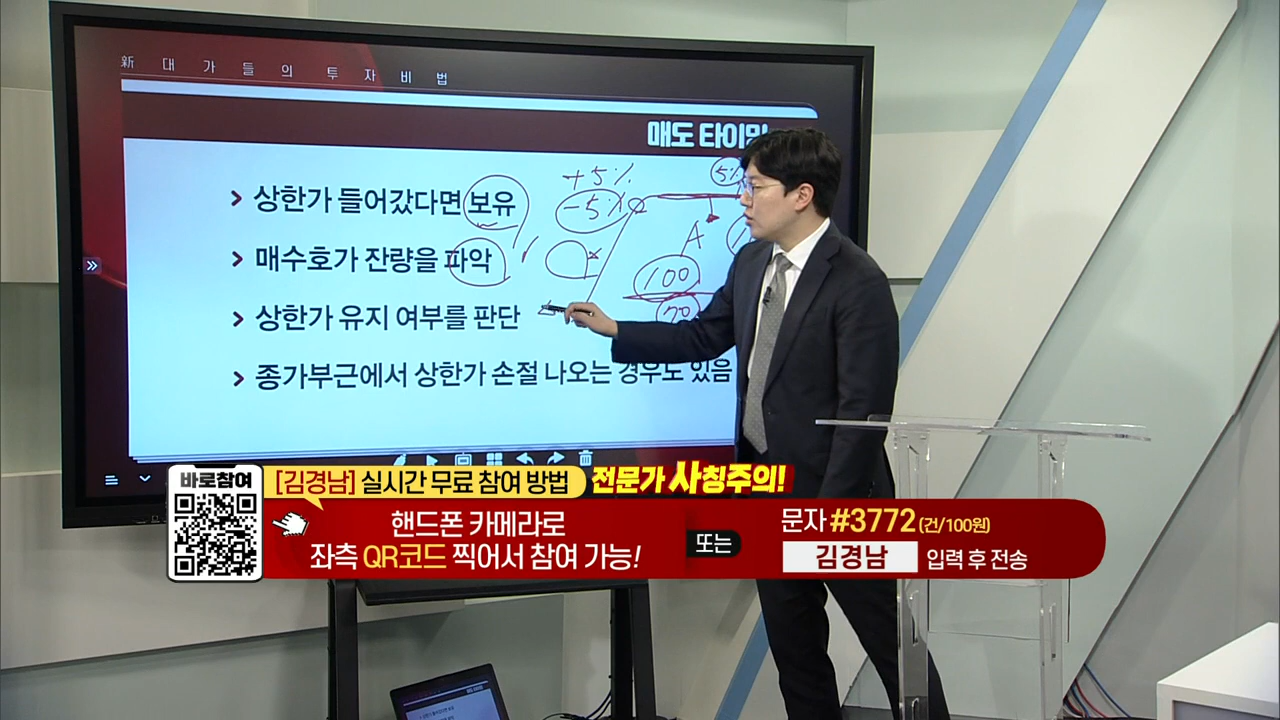 新대가들의투자비법
매도 타이밍
상한가 들어갔다면 보유
매수호가 잔량을 파악
상한가 유지 여부를 판단
종가부근에서 상한가 손절 나오는 경우도 있음
+5%
-5%
5%
A
100
70
바로참여
[김경남] 실시간 무료 참여 방법
전문가 사칭주의!
핸드폰 카메라로
좌측 QR코드 찍어서 참여 가능!
또는
문자 #3772 (건/100원)
김경남 입력 후 전송